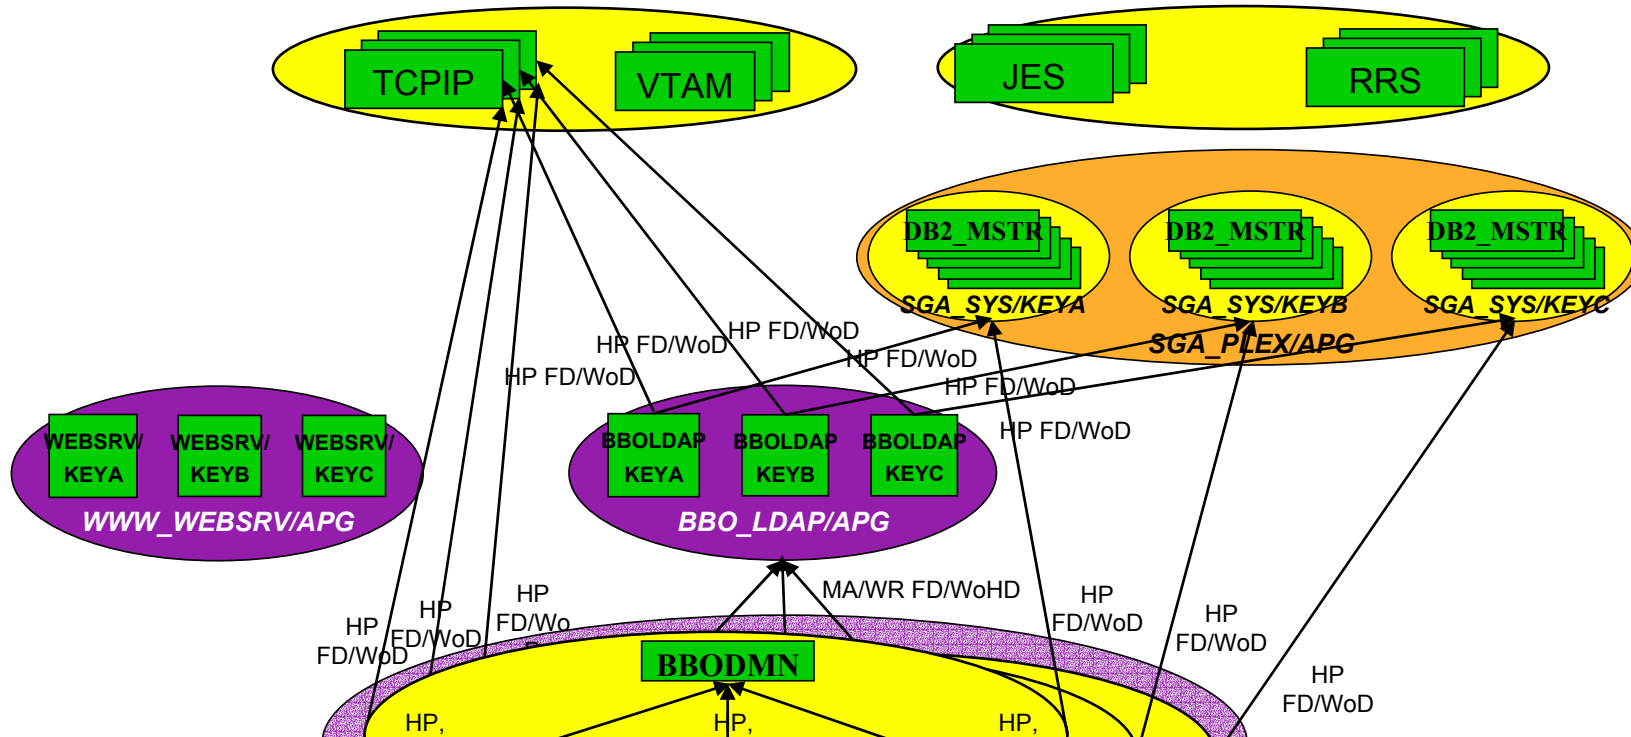 TCPIP
VTAM
JES
RRS
DB2_MSTR
DB2_MSTR
DB2_MSTR
SGA_SYS/KEYA
SGA_SYS/KEYB
SGA_SYS/KEYC
SGA_PLEX/APG
HP FD/WoD
HP FD/WoD
HP FD/WoD
HP FD/WoD
HP FD/WoD
HP FD/WoD
WEBSRV/
KEYA
WEBSRV/
KEYB
WEBSRV/
KEYC
WWW_WEBSRV/APG
BBOLDAP
KEYA
BBOLDAP
KEYB
BBOLDAP
KEYC
BBO_LDAP/APG
MA/WR FD/WoHD
HP
FD/WoD
HP
FD/WoD
HP
FD/Wo
HP
FD/WoD
HP
FD/WoD
HP
FD/WoD
BBODMN
HP,
HP,
HP,